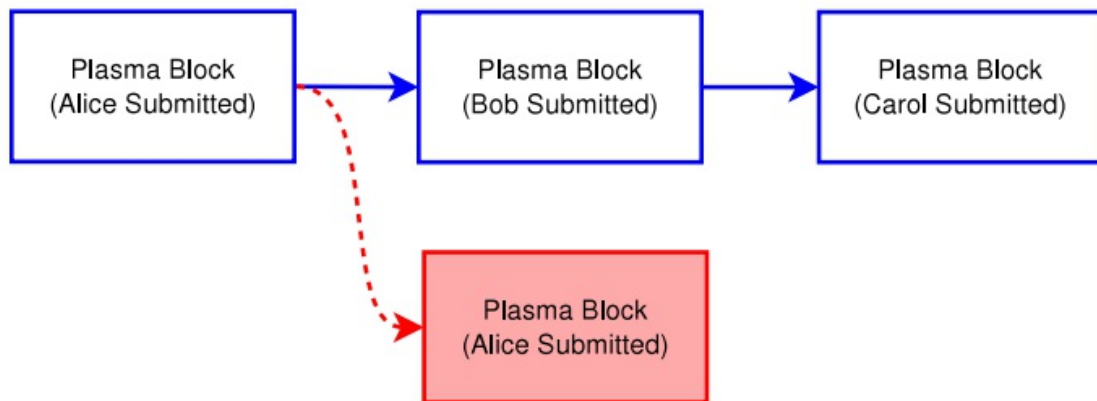 Plasma Block
(Alice Submitted)
Plasma Block
(Bob Submitted)
Plasma Block
(Carol Submitted)
Plasma Block
(Alice Submitted)